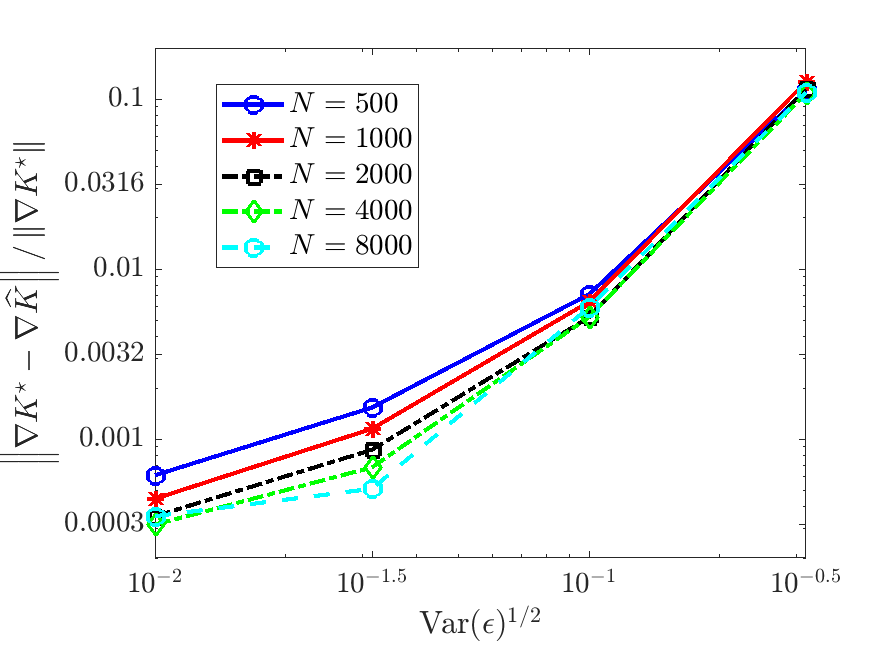 ‖∇K⋆ − ∇K̂‖ / ‖∇K⋆‖
0.1
0.0316
0.01
0.0032
0.001
0.0003
N = 500
N = 1000
N = 2000
N = 4000
N = 8000
10⁻² 10⁻¹·⁵ 10⁻¹ 10⁻⁰·⁵
Var(ϵ)¹/²